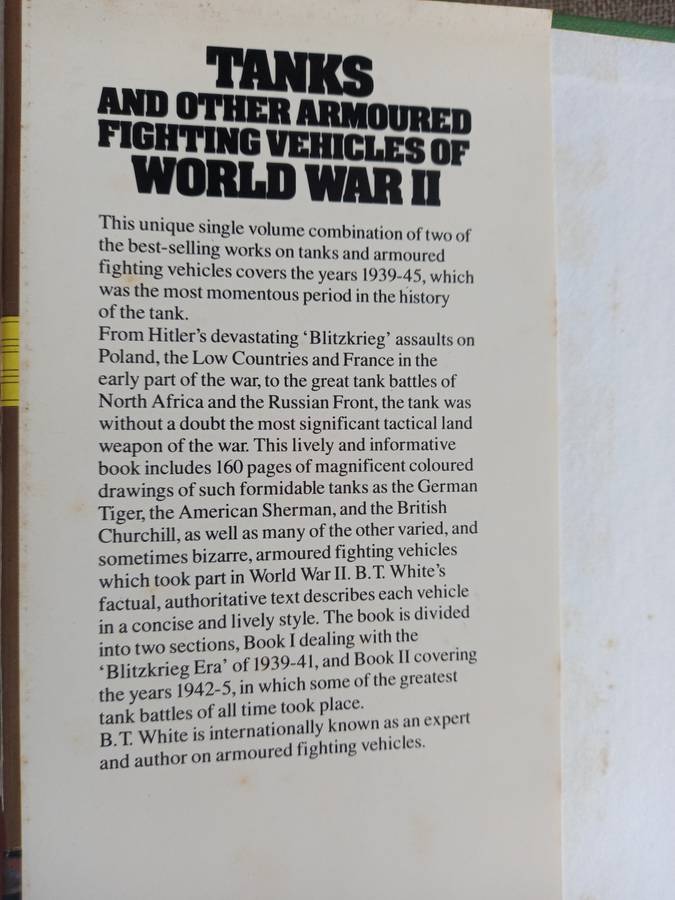 TANKS
AND OTHER ARMOURED
FIGHTING VEHICLES OF
WORLD WAR II
This unique single volume combination of two of
the best-selling works on tanks and armoured
fighting vehicles covers the years 1939-45, which
was the most momentous period in the history
of the tank.
From Hitler's devastating ‘Blitzkrieg’ assaults on
Poland, the Low Countries and France in the
early part of the war, to the great tank battles of
North Africa and the Russian Front, the tank was
without a doubt the most significant tactical land
weapon of the war. This lively and informative
book includes 160 pages of magnificent coloured
drawings of such formidable tanks as the German
Tiger, the American Sherman, and the British
Churchill, as well as many of the other varied, and
sometimes bizarre, armoured fighting vehicles
which took part in World War II. B.T. White's
factual, authoritative text describes each vehicle
in a concise and lively style. The book is divided
into two sections, Book I dealing with the
‘Blitzkrieg Era’ of 1939-41, and Book II covering
the years 1942-5, in which some of the greatest
tank battles of all time took place.
B.T. White is internationally known as an expert
and author on armoured fighting vehicles.